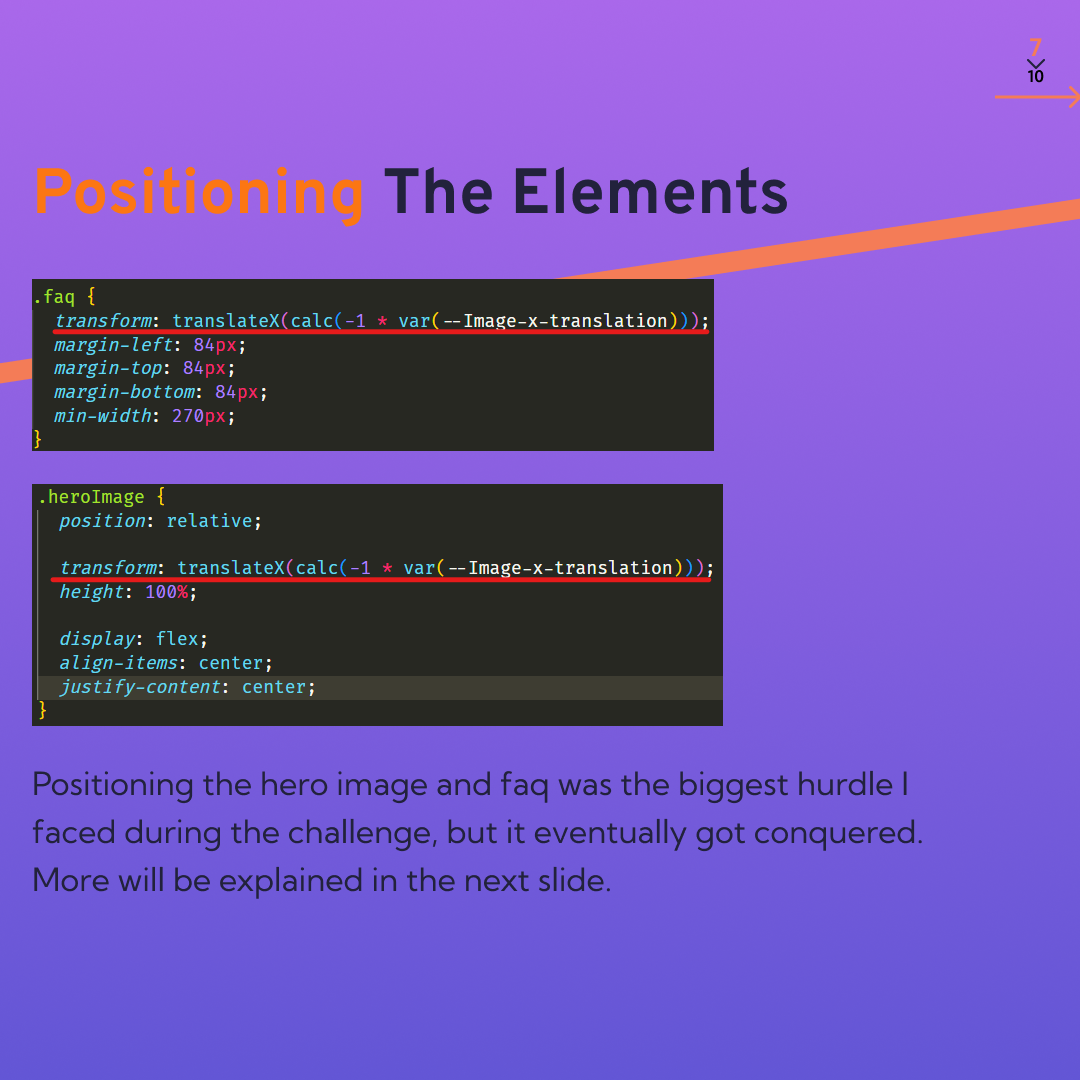 7
10
Positioning The Elements
.faq {
transform: translateX(calc(-1 * var(--Image-x-translation)));
margin-left: 84px;
margin-top: 84px;
margin-bottom: 84px;
min-width: 270px;
}
.heroImage {
position: relative;
transform: translateX(calc(-1 * var(--Image-x-translation)));
height: 100%;
display: flex;
align-items: center;
justify-content: center;
}
Positioning the hero image and faq was the biggest hurdle I
faced during the challenge, but it eventually got conquered.
More will be explained in the next slide.